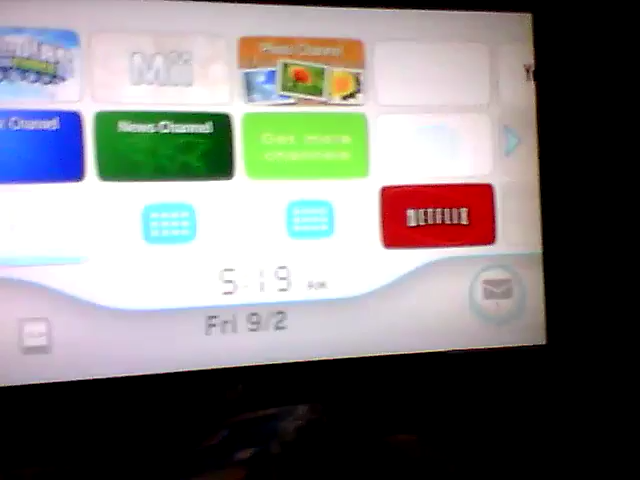 Mii
Photo Channel
News Channel
Get more
channels
NETFLIX
5:19
Fri 9/2